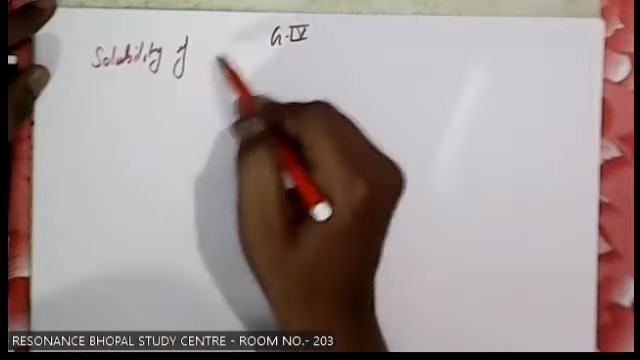 G-IV
Solubility of
RESONANCE BHOPAL STUDY CENTRE - ROOM NO.- 203